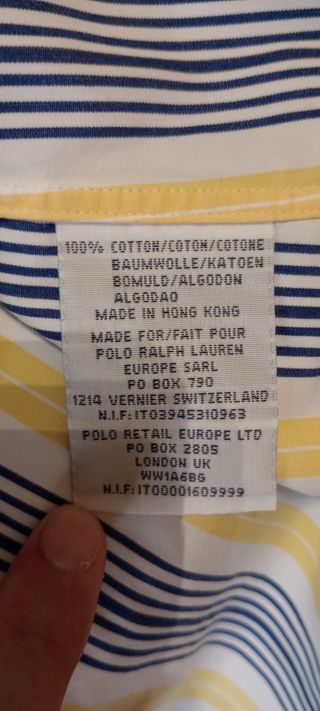 100% COTTON/COTON/COTONE
BAUMWOLLE/KATOEN
BOMULD/ALGODON
ALGODAO
MADE IN HONG KONG
MADE FOR/FAIT POUR
POLO RALPH LAUREN
EUROPE SARL
PO BOX 790
1214 VERNIER SWITZERLAND
N.I.F:IT03945310963
POLO RETAIL EUROPE LTD
PO BOX 2805
LONDON UK
WW1A6BG
N.I.F:IT00001609999